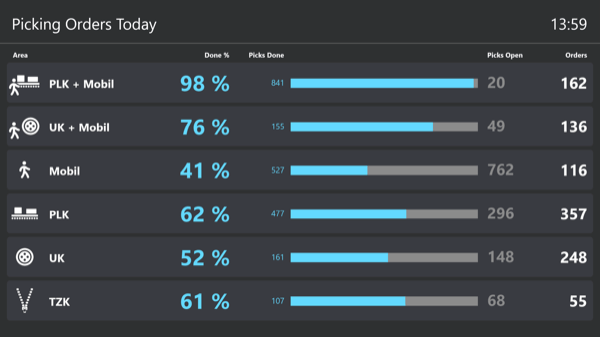 Picking Orders Today 13:59
Area Done % Picks Done Picks Open Orders
PLK + Mobil 98 % 841 20 162
UK + Mobil 76 % 155 49 136
Mobil 41 % 527 762 116
PLK 62 % 477 296 357
UK 52 % 161 148 248
TZK 61 % 107 68 55